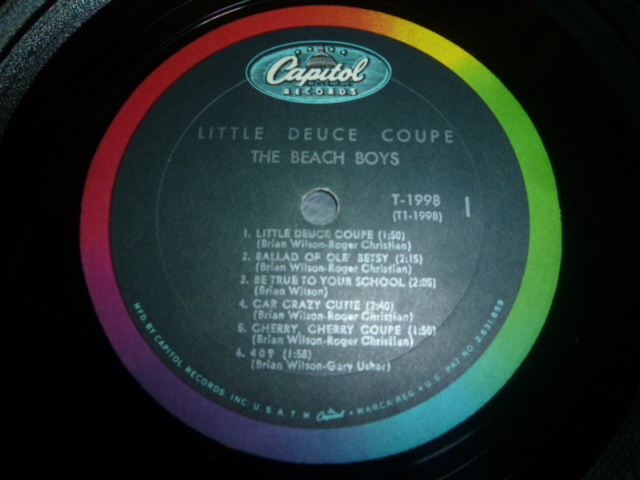 Capitol
RECORDS
LITTLE DEUCE COUPE
THE BEACH BOYS
T-1998
(T1-1998)
1
1. LITTLE DEUCE COUPE (1:50)
(Brian Wilson-Roger Christian)
2. BALLAD OF OLE' BETSY (2:15)
(Brian Wilson-Roger Christian)
3. BE TRUE TO YOUR SCHOOL (2:05)
(Brian Wilson)
4. CAR CRAZY CUTIE (2:40)
(Brian Wilson-Roger Christian)
5. CHERRY, CHERRY COUPE (1:50)
(Brian Wilson-Roger Christian)
6. 409 (1:58)
(Brian Wilson-Gary Usher)
MFD. BY CAPITOL RECORDS, INC. U.S.A. T.M. Capitol • MARCA REG. • U.S. PAT. NO. 2,631,859